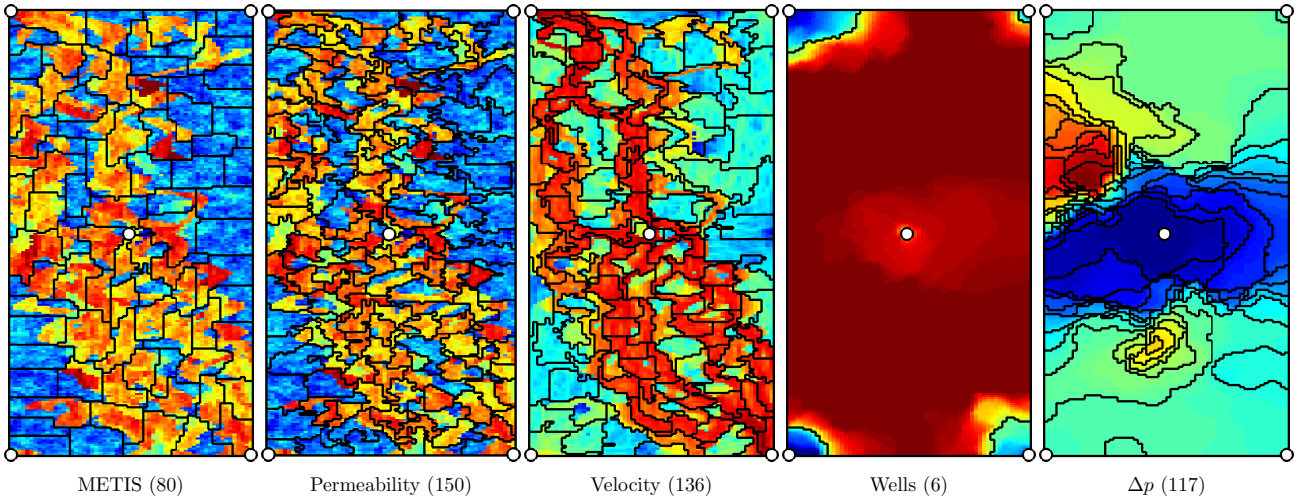 METIS (80)
Permeability (150)
Velocity (136)
Wells (6)
Δp (117)